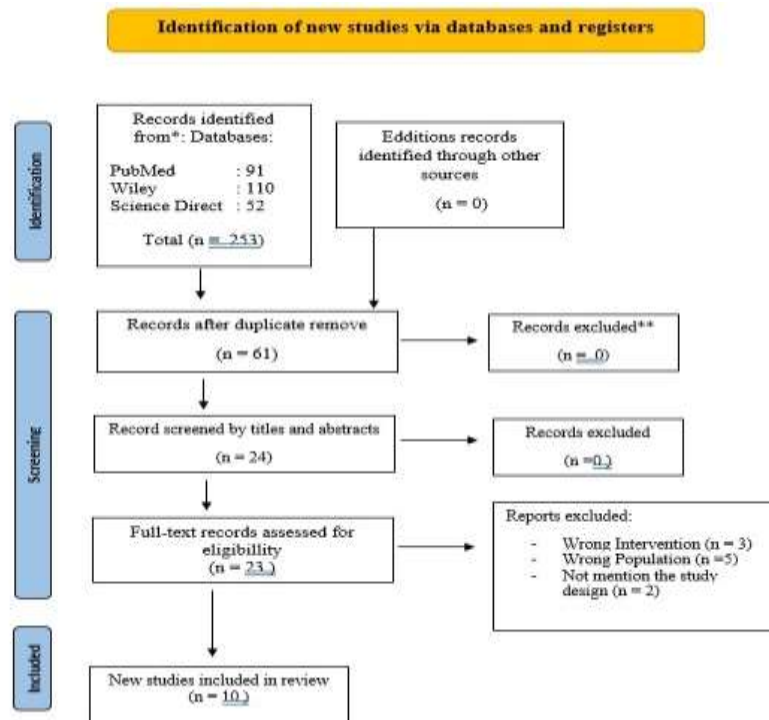 Identification of new studies via databases and registers
Identification
Records identified
from*: Databases:
PubMed : 91
Wiley : 110
Science Direct : 52
Total (n = 253)
Edditions records
identified through other
sources
(n = 0)
Screening
Records after duplicate remove
(n = 61)
Records excluded**
(n = 0)
Record screened by titles and abstracts
(n = 24)
Records excluded
(n =0 )
Full-text records assessed for
eligibillity
(n = 23 )
Reports excluded:
- Wrong Intervention (n = 3)
- Wrong Population (n =5)
- Not mention the study
design (n = 2)
Included
New studies included in review
(n = 10 )